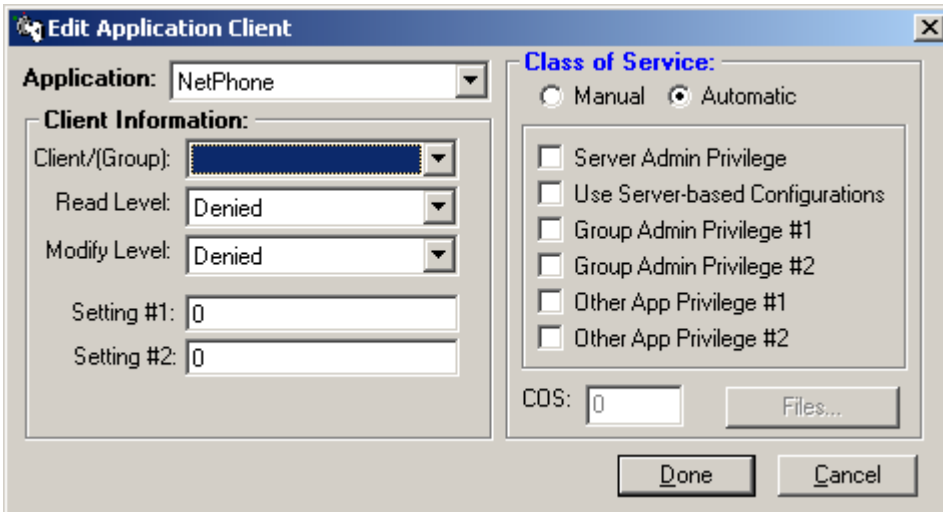 Edit Application Client
Application: NetPhone
Client Information:
Client/(Group):
Read Level: Denied
Modify Level: Denied
Setting #1: 0
Setting #2: 0
Class of Service:
Manual Automatic
Server Admin Privilege
Use Server-based Configurations
Group Admin Privilege #1
Group Admin Privilege #2
Other App Privilege #1
Other App Privilege #2
COS: 0 Files...
Done Cancel